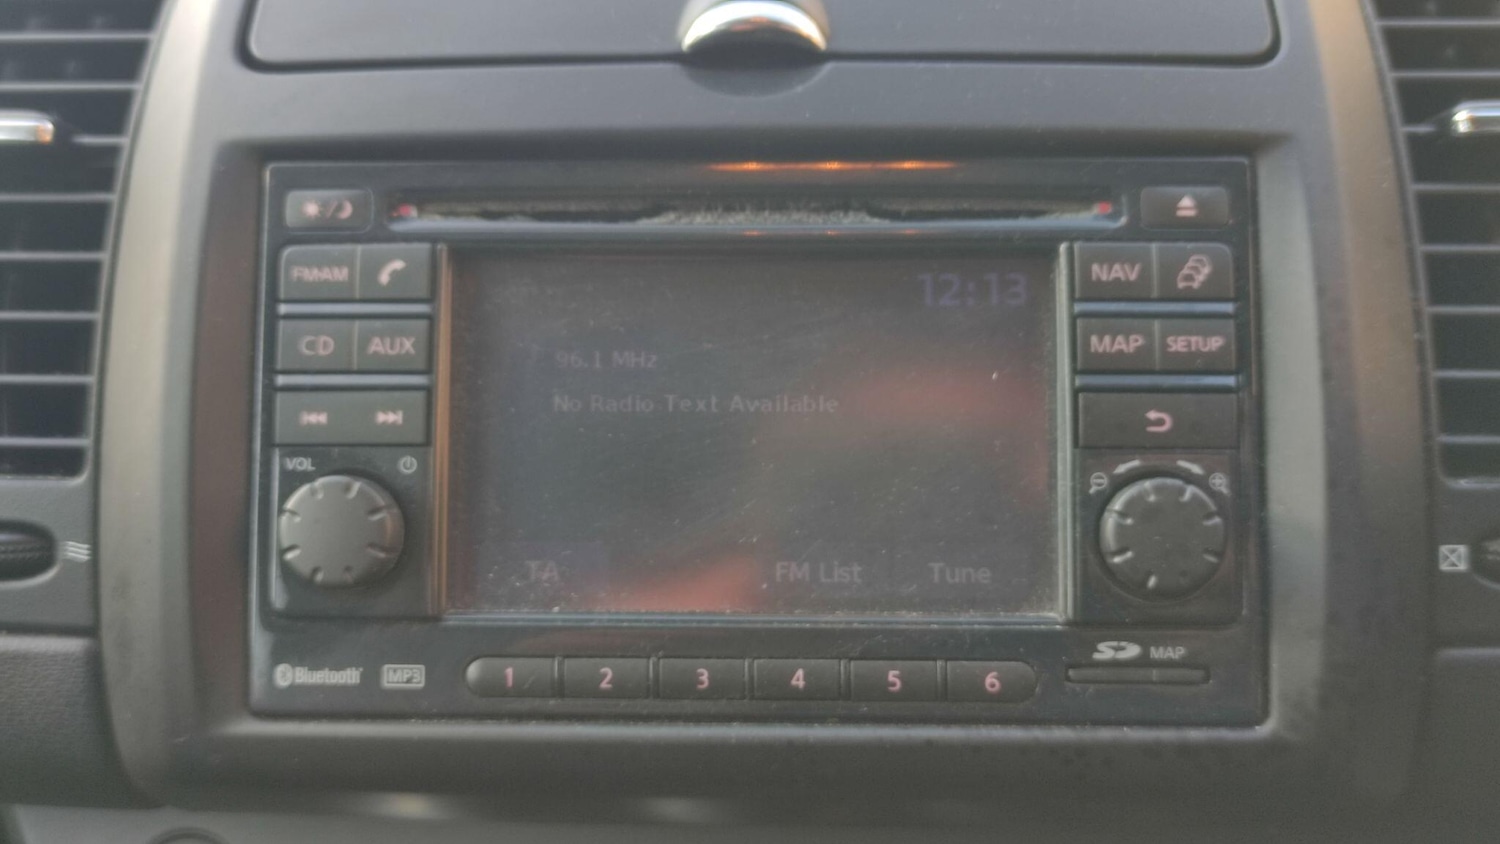 FM·AM
NAV
12:13
CD AUX
96.1 MHz
MAP SETUP
No Radio Text Available
VOL
TA FM List Tune
Bluetooth MP3
1 2 3 4 5 6
SD MAP